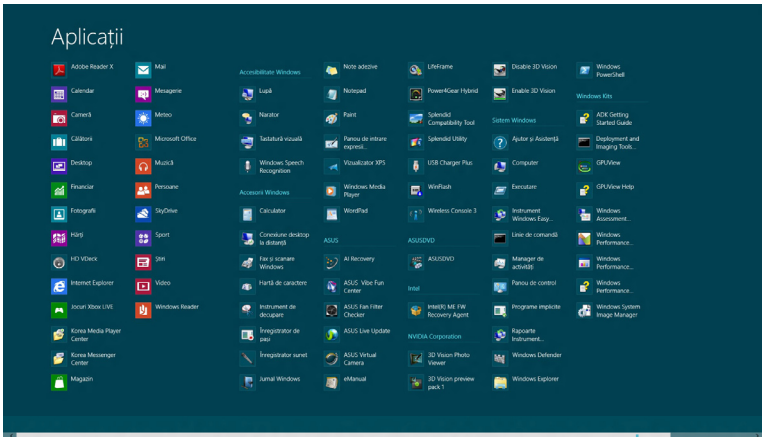 Aplicații
Adobe Reader X
Calendar
Cameră
Călătorii
Desktop
Financiar
Fotografii
Hărți
HD VDeck
Internet Explorer
Jocuri Xbox LIVE
Korea Media Player
Center
Korea Messenger
Center
Magazin
Mail
Mesagerie
Meteo
Microsoft Office
Muzică
Persoane
SkyDrive
Sport
Știri
Video
Windows Reader
Accesibilitate Windows
Lupă
Narator
Tastatură vizuală
Windows Speech
Recognition
Accesorii Windows
Calculator
Conexiune desktop
la distanță
Fax și scanare
Windows
Hartă de caractere
Instrument de
decupare
Înregistrator de
pași
Înregistrator sunet
Jurnal Windows
Note adezive
Notepad
Paint
Panou de intrare
expresii...
Vizualizator XPS
Windows Media
Player
WordPad
ASUS
AI Recovery
ASUS Vibe Fun
Center
ASUS Fan Filter
Checker
ASUS Live Update
ASUS Virtual
Camera
eManual
LifeFrame
Power4Gear Hybrid
Splendid
Compatibility Tool
Splendid Utility
USB Charger Plus
WinFlash
Wireless Console 3
ASUSDVD
ASUSDVD
Intel
Intel(R) ME FW
Recovery Agent
NVIDIA Corporation
3D Vision Photo
Viewer
3D Vision preview
pack 1
Disable 3D Vision
Enable 3D Vision
Sistem Windows
Ajutor și Asistență
Computer
Executare
Instrument
Windows Easy...
Linie de comandă
Manager de
activități
Panou de control
Programe implicite
Rapoarte
Instrument...
Windows Defender
Windows Explorer
Windows
PowerShell
Windows Kits
ADK Getting
Started Guide
Deployment and
Imaging Tools...
GPUView
GPUView Help
Windows
Assessment...
Windows
Performance...
Windows
Performance...
Windows
Performance...
Windows System
Image Manager